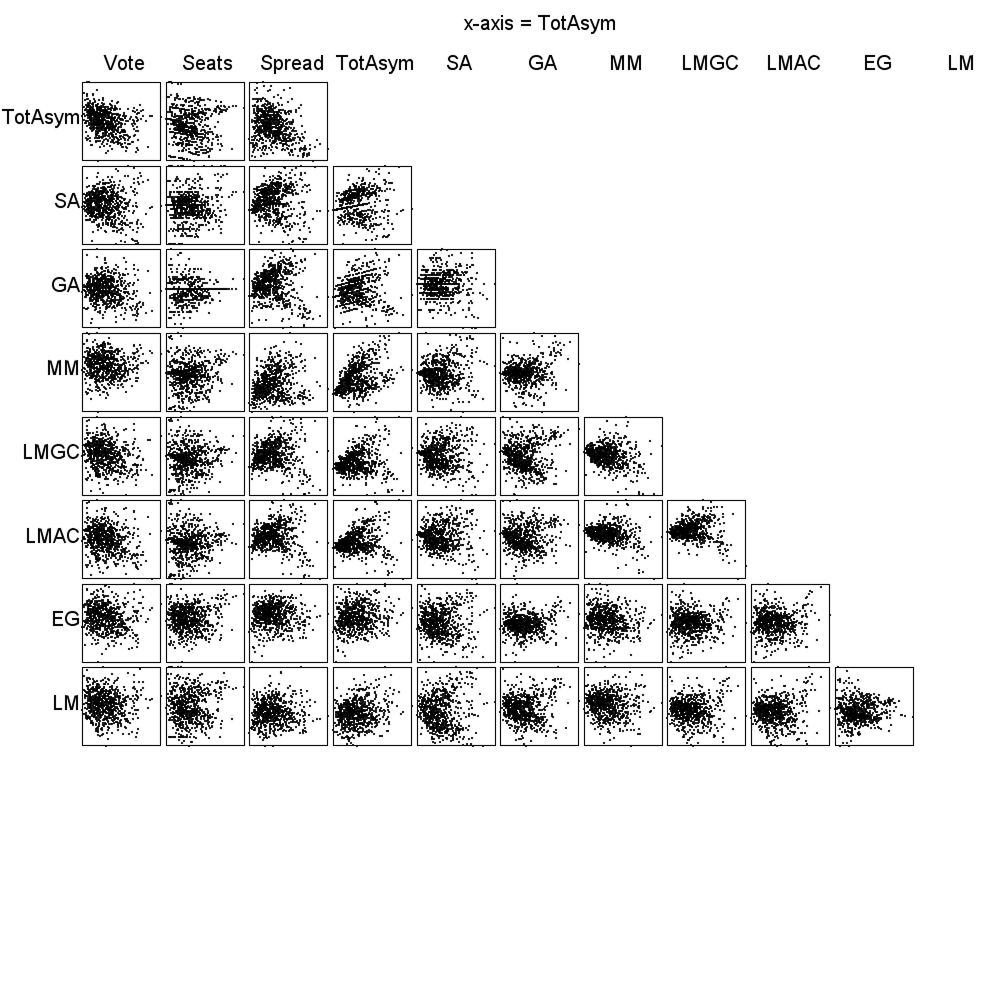 x-axis = TotAsym
Vote Seats Spread TotAsym SA GA MM LMGC LMAC EG LM
TotAsym
SA
GA
MM
LMGC
LMAC
EG
LM